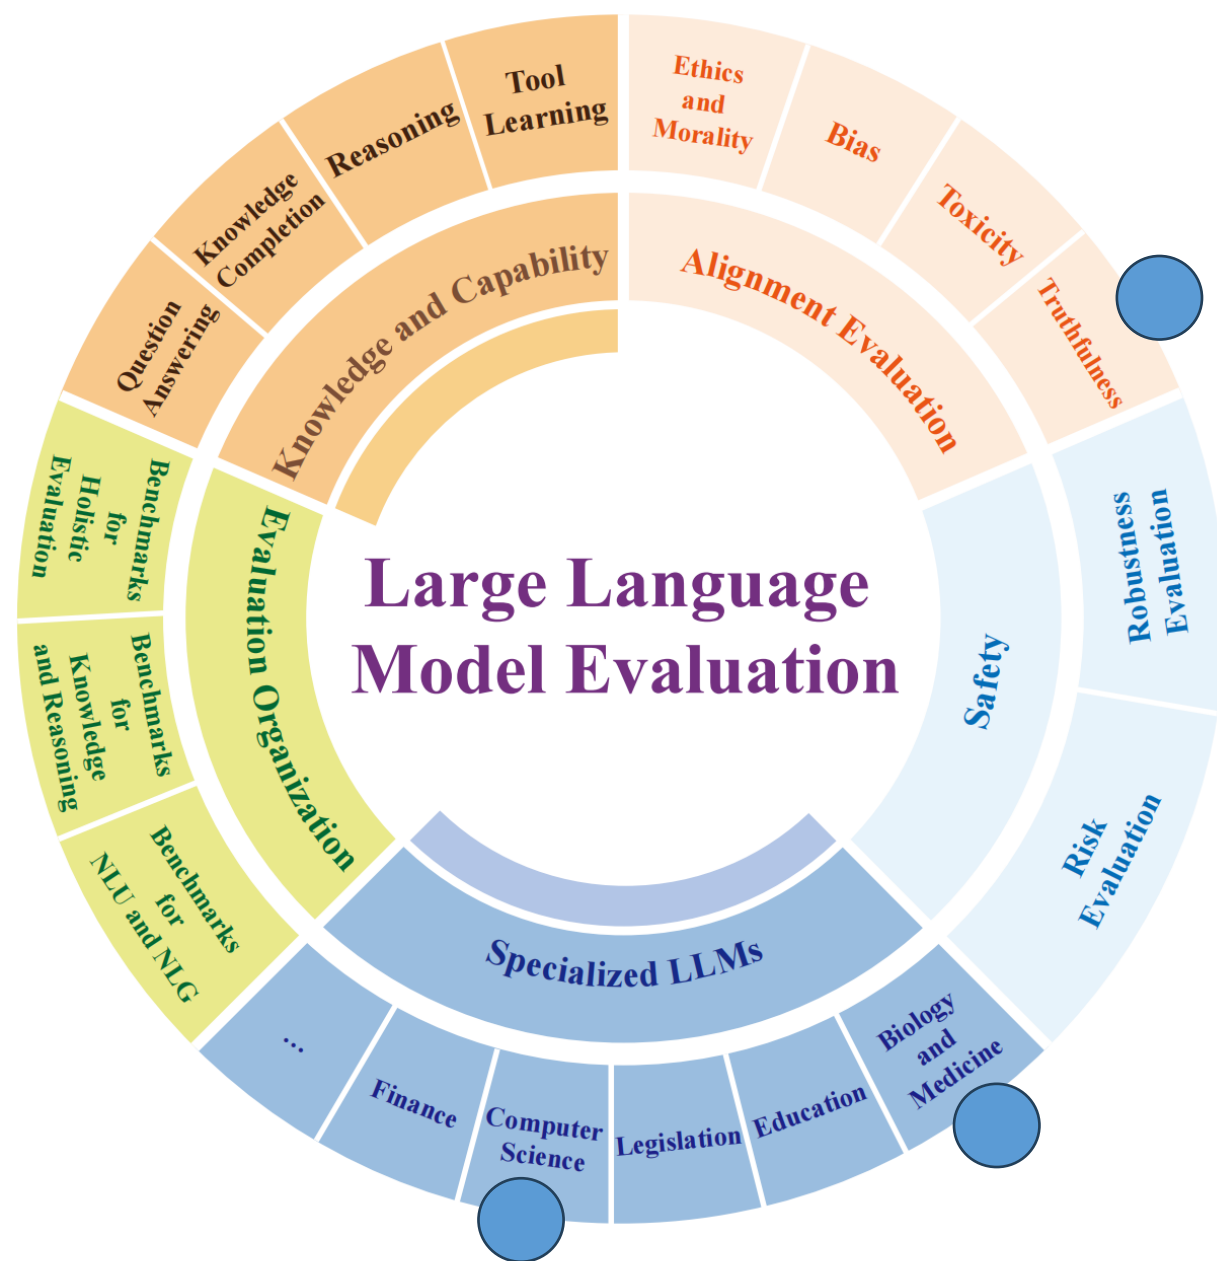 Large Language
Model Evaluation
Knowledge and Capability
Question
Answering
Knowledge
Completion
Reasoning
Tool
Learning
Alignment Evaluation
Ethics
and
Morality
Bias
Toxicity
Truthfulness
Safety
Robustness
Evaluation
Risk
Evaluation
Specialized LLMs
Biology
and
Medicine
Education
Legislation
Computer
Science
Finance
...
Evaluation Organization
Benchmarks
for
NLU and NLG
Benchmarks
for
Knowledge
and Reasoning
Benchmarks
for
Holistic
Evaluation